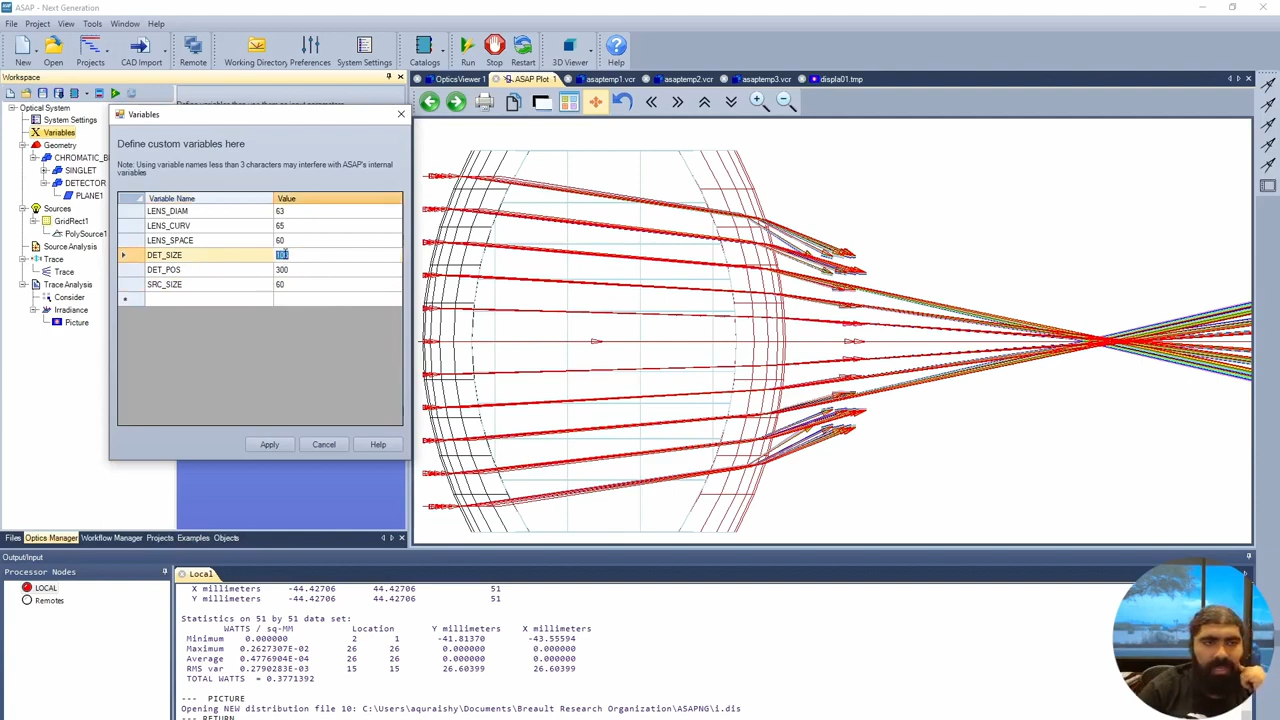 ASAP - Next Generation
File Project View Tools Window Help
New Open Projects CAD Import Remote Working Directory Preferences System Settings Catalogs Run Stop Restart 3D Viewer Help
Workspace
OpticsViewer 1 ASAP Plot 1 asaptemp1.vcr asaptemp2.vcr asaptemp3.vcr displa01.tmp
Optical System
System Settings
Variables
Geometry
CHROMATIC_B
SINGLET
DETECTOR
PLANE1
Sources
GridRect1
PolySource1
Source Analysis
Trace
Trace
Trace Analysis
Consider
Irradiance
Picture
Variables
Define custom variables here
Note: Using variable names less than 3 characters may interfere with ASAP's internal
variables
Variable Name Value
LENS_DIAM 63
LENS_CURV 65
LENS_SPACE 60
DET_SIZE
DET_POS 300
SRC_SIZE 60
Apply Cancel Help
Files Optics Manager Workflow Manager Projects Examples Objects
Output/Input
Processor Nodes
LOCAL
Remotes
Local
X millimeters -44.42706 44.42706 51
Y millimeters -44.42706 44.42706 51
Statistics on 51 by 51 data set:
WATTS / sq-MM Location Y millimeters X millimeters
Minimum 0.000000 2 1 -41.81370 -43.55594
Maximum 0.2627307E-02 26 26 0.000000 0.000000
Average 0.4776904E-04 26 26 0.000000 0.000000
RMS var 0.2790283E-03 15 15 26.60399 26.60399
TOTAL WATTS = 0.3771392
--- PICTURE
Opening NEW distribution file 10: C:\Users\aquraishy\Documents\Breault Research Organization\ASAPNG\i.dis
--- RETURN